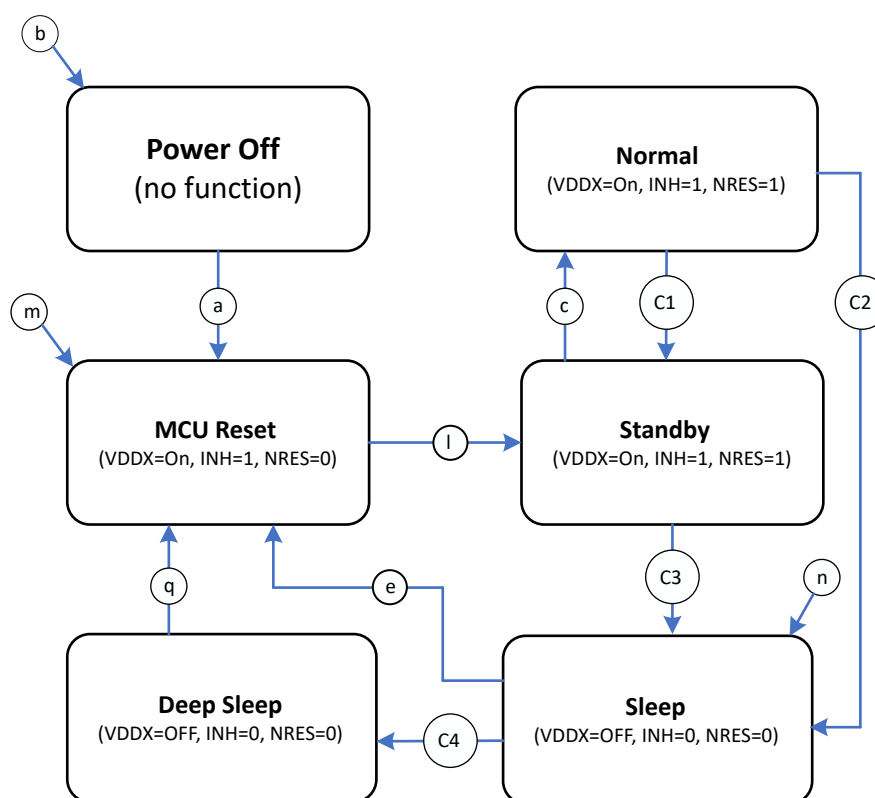 b
Power Off
(no function)
Normal
(VDDX=On, INH=1, NRES=1)
a
c
C1
C2
m
MCU Reset
(VDDX=On, INH=1, NRES=0)
l
Standby
(VDDX=On, INH=1, NRES=1)
q
e
C3
n
Deep Sleep
(VDDX=OFF, INH=0, NRES=0)
C4
Sleep
(VDDX=OFF, INH=0, NRES=0)